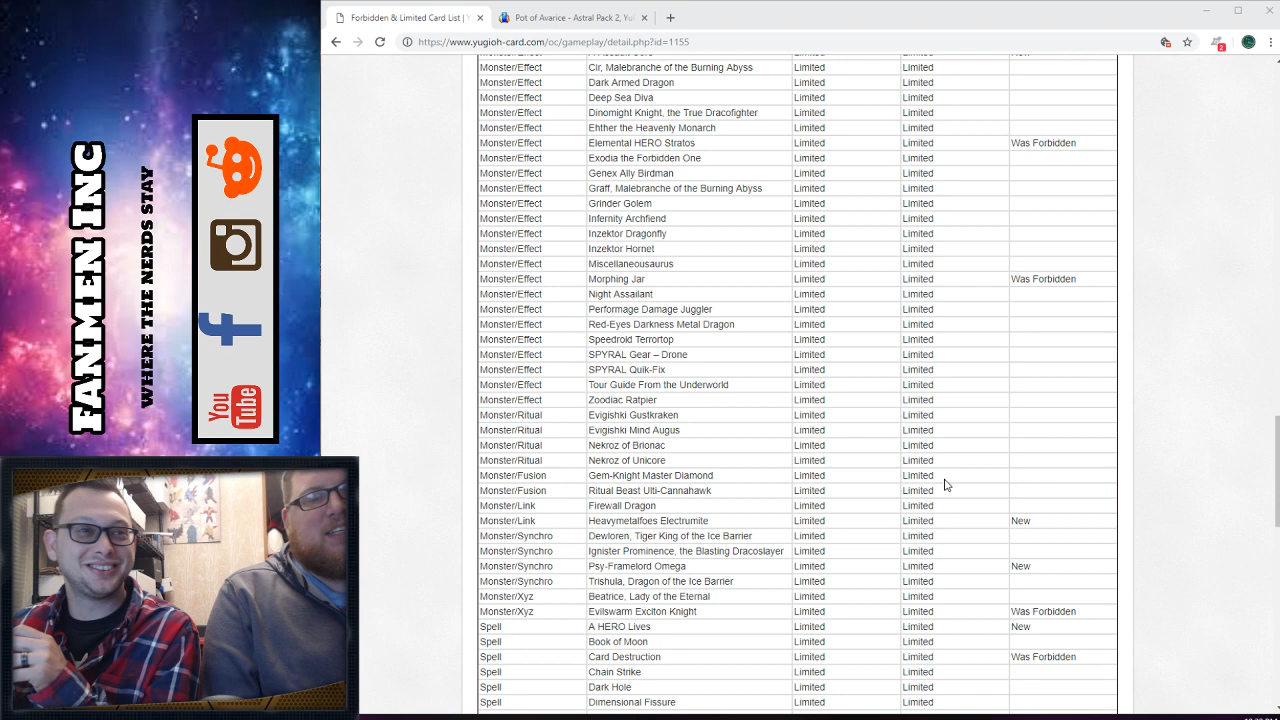 Forbidden & Limited Card List | Y
Pot of Avarice - Astral Pack 2, Yu
https://www.yugioh-card.com/oc/gameplay/detail.php?id=1155
2
FANMEN INC
WHERE THE NERDS STAY
You Tube
Monster/Effect Cir, Malebranche of the Burning Abyss Limited Limited
Monster/Effect Dark Armed Dragon Limited Limited
Monster/Effect Deep Sea Diva Limited Limited
Monster/Effect Dinomight Knight, the True Dracofighter Limited Limited
Monster/Effect Ehther the Heavenly Monarch Limited Limited
Monster/Effect Elemental HERO Stratos Limited Limited Was Forbidden
Monster/Effect Exodia the Forbidden One Limited Limited
Monster/Effect Genex Ally Birdman Limited Limited
Monster/Effect Graff, Malebranche of the Burning Abyss Limited Limited
Monster/Effect Grinder Golem Limited Limited
Monster/Effect Infernity Archfiend Limited Limited
Monster/Effect Inzektor Dragonfly Limited Limited
Monster/Effect Inzektor Hornet Limited Limited
Monster/Effect Miscellaneousaurus Limited Limited
Monster/Effect Morphing Jar Limited Limited Was Forbidden
Monster/Effect Night Assailant Limited Limited
Monster/Effect Performage Damage Juggler Limited Limited
Monster/Effect Red-Eyes Darkness Metal Dragon Limited Limited
Monster/Effect Speedroid Terrortop Limited Limited
Monster/Effect SPYRAL Gear – Drone Limited Limited
Monster/Effect SPYRAL Quik-Fix Limited Limited
Monster/Effect Tour Guide From the Underworld Limited Limited
Monster/Effect Zoodiac Ratpier Limited Limited
Monster/Ritual Evigishki Gustkraken Limited Limited
Monster/Ritual Evigishki Mind Augus Limited Limited
Monster/Ritual Nekroz of Brionac Limited Limited
Monster/Ritual Nekroz of Unicore Limited Limited
Monster/Fusion Gem-Knight Master Diamond Limited Limited
Monster/Fusion Ritual Beast Ulti-Cannahawk Limited Limited
Monster/Link Firewall Dragon Limited Limited
Monster/Link Heavymetalfoes Electrumite Limited Limited New
Monster/Synchro Dewloren, Tiger King of the Ice Barrier Limited Limited
Monster/Synchro Ignister Prominence, the Blasting Dracoslayer Limited Limited
Monster/Synchro Psy-Framelord Omega Limited Limited New
Monster/Synchro Trishula, Dragon of the Ice Barrier Limited Limited
Monster/Xyz Beatrice, Lady of the Eternal Limited Limited
Monster/Xyz Evilswarm Exciton Knight Limited Limited Was Forbidden
Spell A HERO Lives Limited Limited New
Spell Book of Moon Limited Limited
Spell Card Destruction Limited Limited Was Forbidden
Spell Chain Strike Limited Limited
Spell Dark Hole Limited Limited
Spell Dimensional Fissure Limited Limited